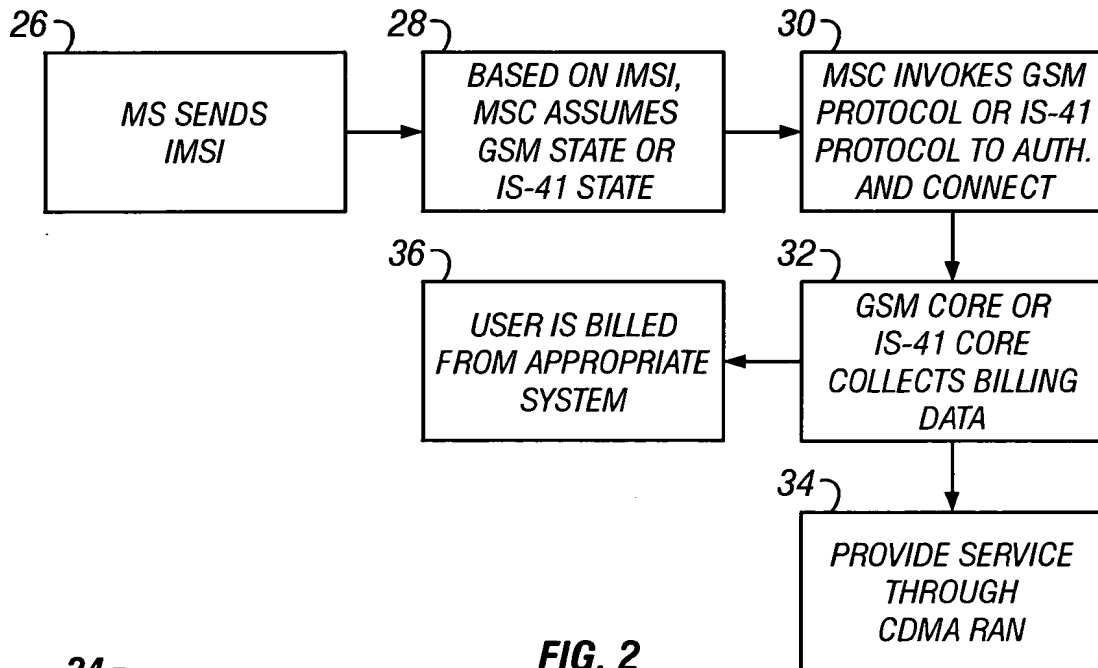 26
MS SENDS
IMSI
28
BASED ON IMSI,
MSC ASSUMES
GSM STATE OR
IS-41 STATE
30
MSC INVOKES GSM
PROTOCOL OR IS-41
PROTOCOL TO AUTH.
AND CONNECT
36
USER IS BILLED
FROM APPROPRIATE
SYSTEM
32
GSM CORE OR
IS-41 CORE
COLLECTS BILLING
DATA
34
PROVIDE SERVICE
THROUGH
CDMA RAN
FIG. 2